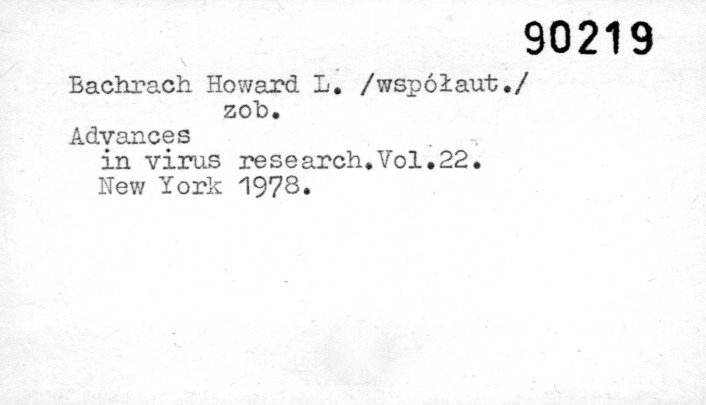 90219
Bachrach Howard L. /współaut./
zob.
Advances
in virus research.Vol.22.
New York 1978.